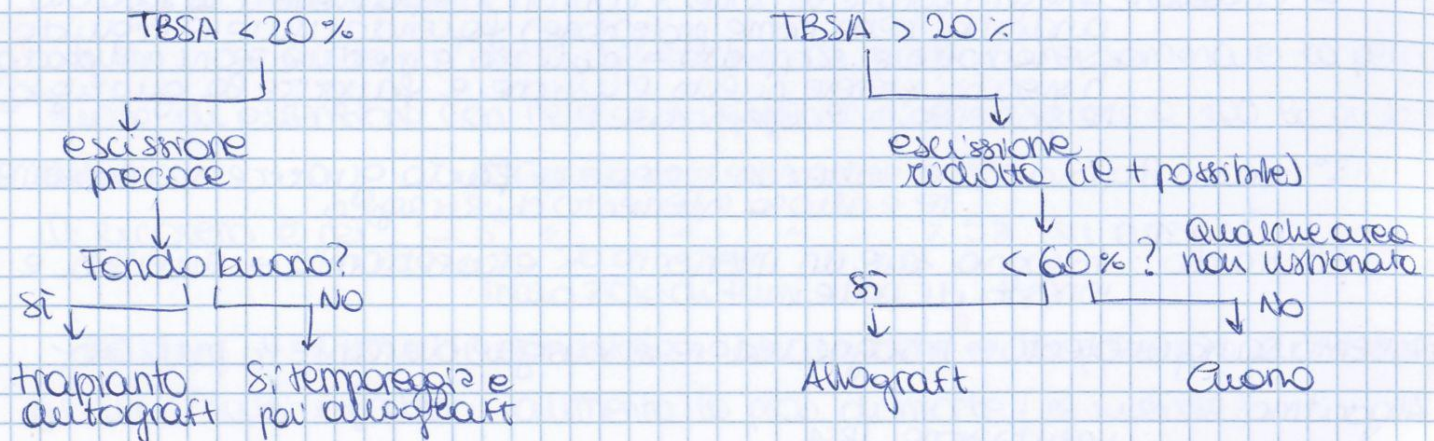 TBSA < 20%
TBSA > 20%
escissione
precoce
escissione
ridotta (il + possibile)
Fondo buono?
Sì
NO
trapianto
autograft
Si temporeggia e
poi allograft
< 60%?
Qualche area
non ustionata
Sì
NO
Allograft
Cuono